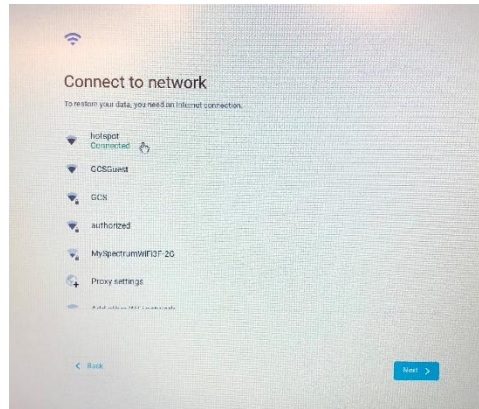 Connect to network
To restore your data, you need an internet connection.
hotspot
Connected
GCSGuest
GCS
authorized
MySpectrumWiFi3F-2G
Proxy settings
Back
Next